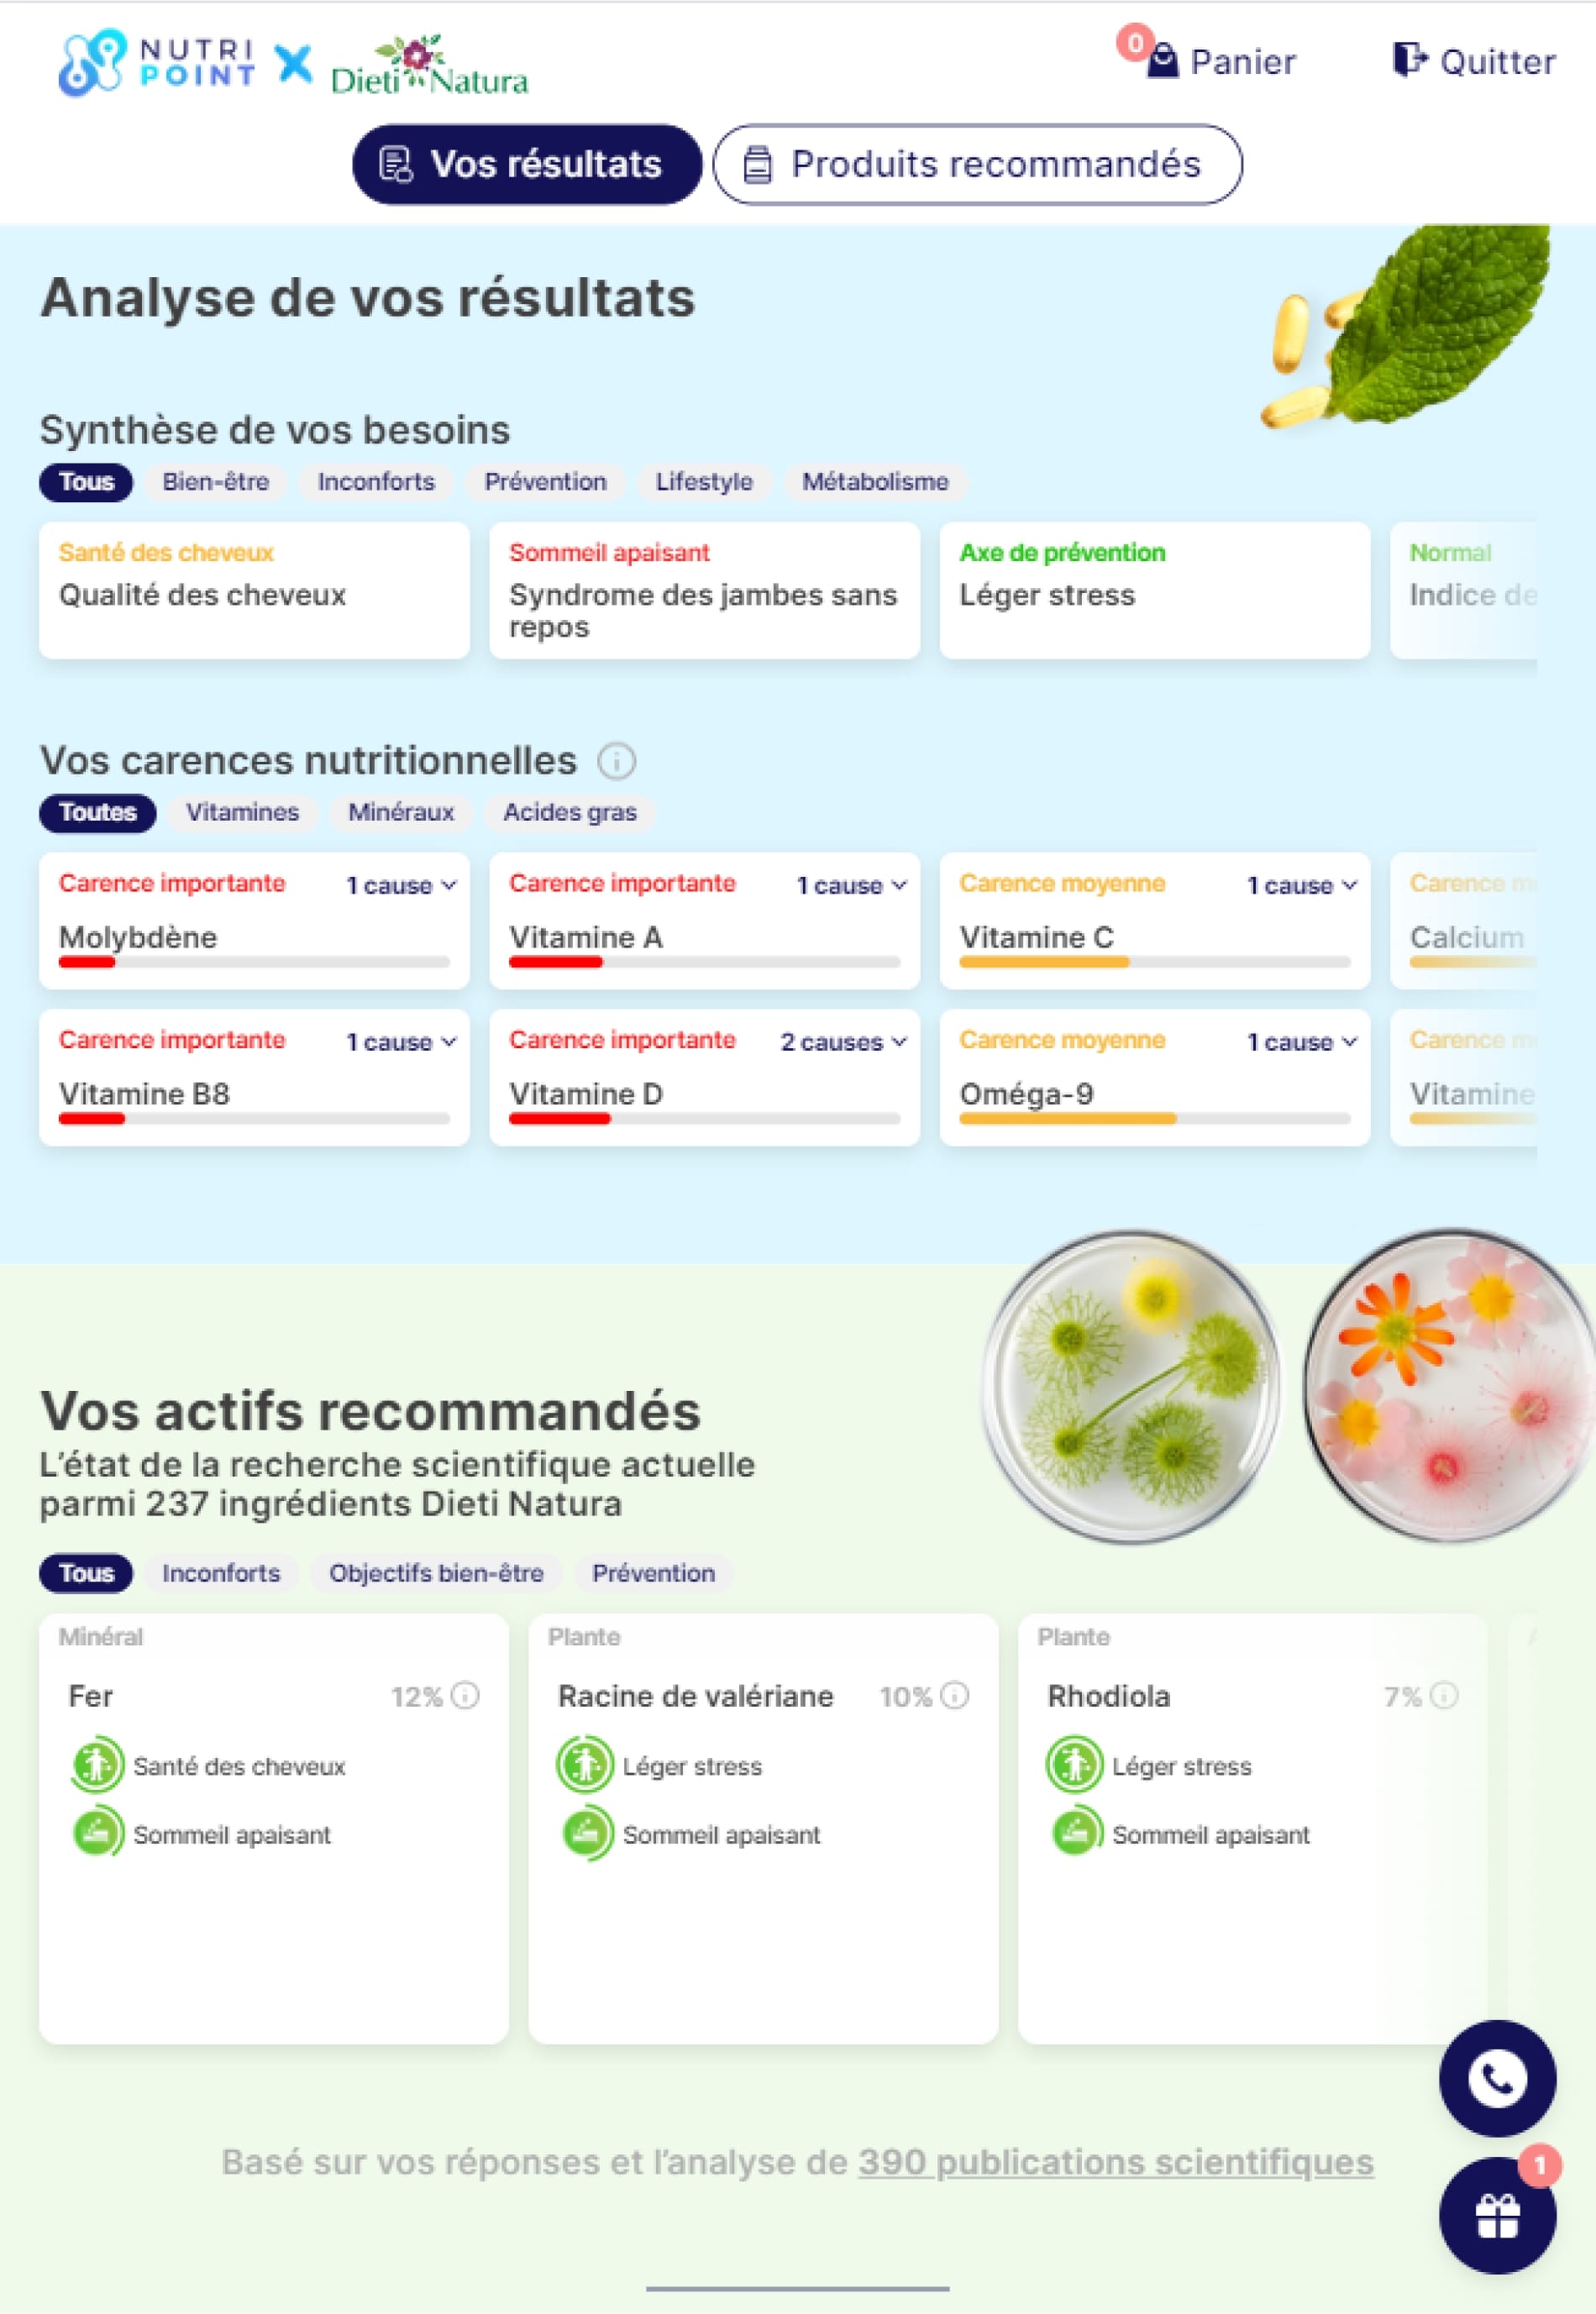 NUTRI
POINT
Dieti Natura
0
Panier
Quitter
Vos résultats
Produits recommandés
Analyse de vos résultats
Synthèse de vos besoins
Tous
Bien-être
Inconforts
Prévention
Lifestyle
Métabolisme
Santé des cheveux
Qualité des cheveux
Sommeil apaisant
Syndrome des jambes sans
repos
Axe de prévention
Léger stress
Normal
Indice de
Vos carences nutritionnelles
Toutes
Vitamines
Minéraux
Acides gras
Carence importante
1 cause
Molybdène
Carence importante
1 cause
Vitamine A
Carence moyenne
1 cause
Vitamine C
Carence
Calcium
Carence importante
1 cause
Vitamine B8
Carence importante
2 causes
Vitamine D
Carence moyenne
1 cause
Oméga-9
Carence
Vitamine
Vos actifs recommandés
L'état de la recherche scientifique actuelle
parmi 237 ingrédients Dieti Natura
Tous
Inconforts
Objectifs bien-être
Prévention
Minéral
Fer
12%
Santé des cheveux
Sommeil apaisant
Plante
Racine de valériane
10%
Léger stress
Sommeil apaisant
Plante
Rhodiola
7%
Léger stress
Sommeil apaisant
Basé sur vos réponses et l'analyse de 390 publications scientifiques
1